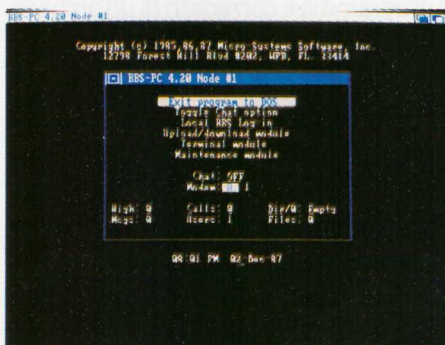 BBS-PC 4.20 Node #1
Copyright (c) 1985,86,87 Micro Systems Software, Inc.
12798 Forest Hill Blvd #202, WPB, FL. 33414
BBS-PC 4.20 Node #1
Exit program to DOS
Toggle Chat option
Local BBS Log-in
Upload/download module
Terminal module
Maintenance module
Chat: OFF
Modem: 0 1
High: 0 Calls: 0 Dir/Q: Empty
Msgs: 0 Users: 1 Files: 0
08:01 PM 02-Dec-87